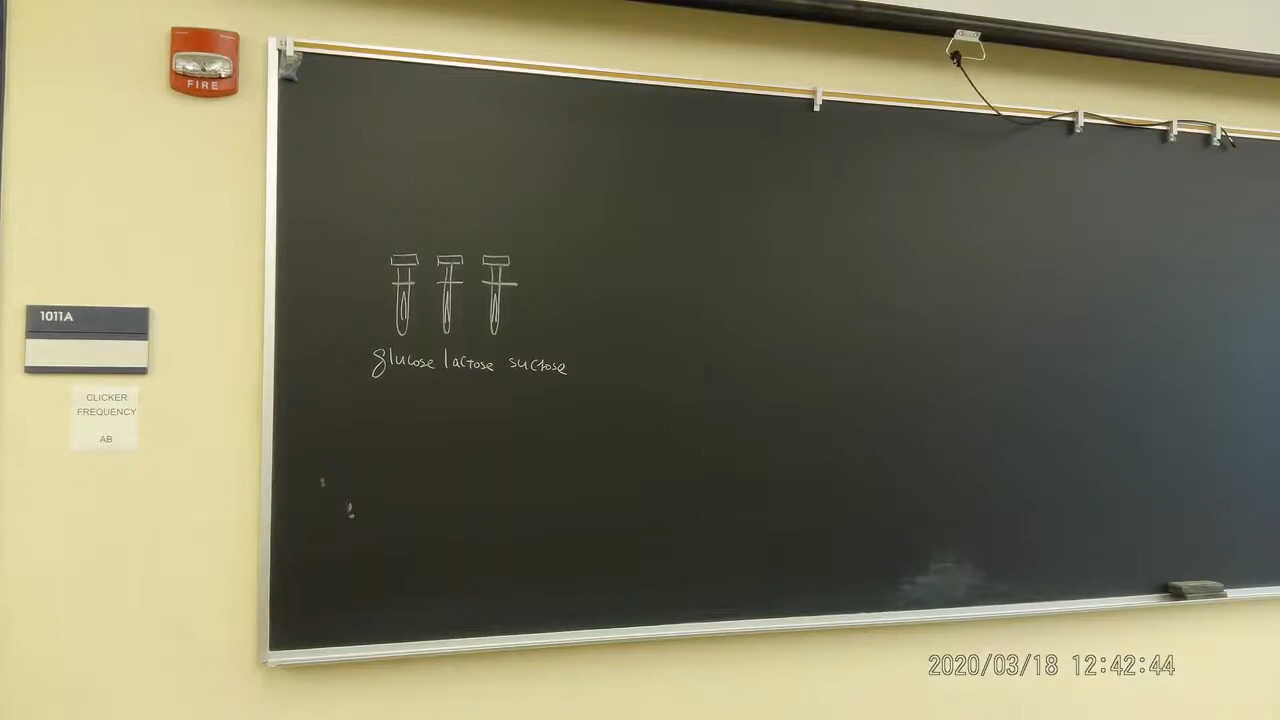 FIRE
1011A
glucose lactose sucrose
CLICKER
FREQUENCY
AB
2020/03/18 12:42:44